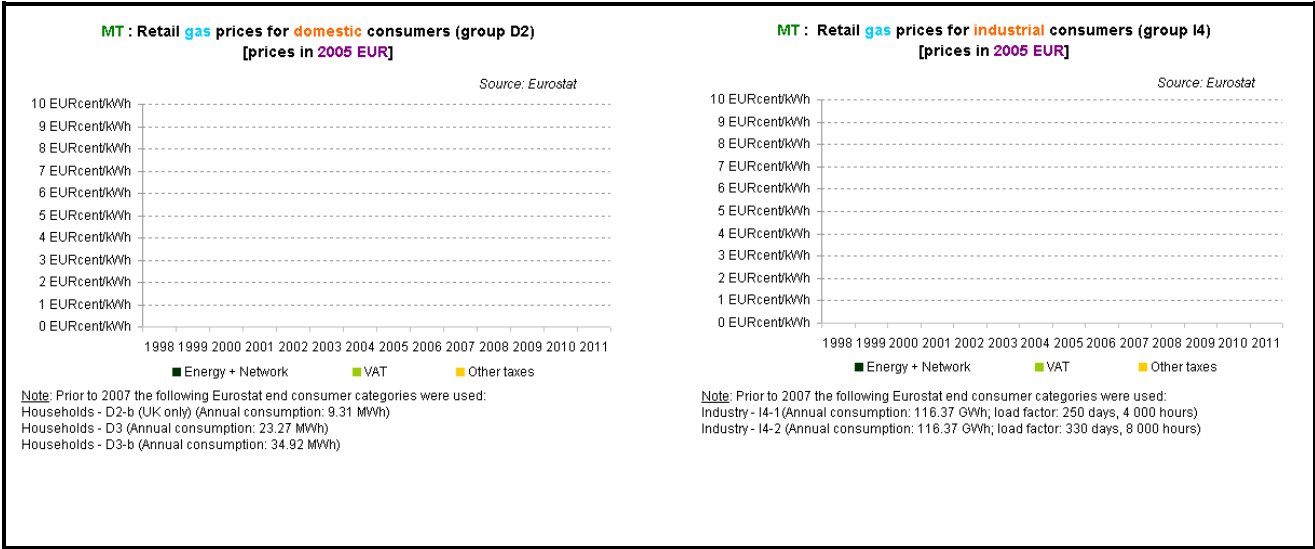 MT : Retail gas prices for domestic consumers (group D2)
[prices in 2005 EUR]
Source: Eurostat
10 EURcent/kWh
9 EURcent/kWh
8 EURcent/kWh
7 EURcent/kWh
6 EURcent/kWh
5 EURcent/kWh
4 EURcent/kWh
3 EURcent/kWh
2 EURcent/kWh
1 EURcent/kWh
0 EURcent/kWh
1998 1999 2000 2001 2002 2003 2004 2005 2006 2007 2008 2009 2010 2011
Energy + Network VAT Other taxes
Note: Prior to 2007 the following Eurostat end consumer categories were used:
Households - D2-b (UK only) (Annual consumption: 9.31 MWh)
Households - D3 (Annual consumption: 23.27 MWh)
Households - D3-b (Annual consumption: 34.92 MWh)
MT : Retail gas prices for industrial consumers (group I4)
[prices in 2005 EUR]
Source: Eurostat
10 EURcent/kWh
9 EURcent/kWh
8 EURcent/kWh
7 EURcent/kWh
6 EURcent/kWh
5 EURcent/kWh
4 EURcent/kWh
3 EURcent/kWh
2 EURcent/kWh
1 EURcent/kWh
0 EURcent/kWh
1998 1999 2000 2001 2002 2003 2004 2005 2006 2007 2008 2009 2010 2011
Energy + Network VAT Other taxes
Note: Prior to 2007 the following Eurostat end consumer categories were used:
Industry - I4-1(Annual consumption: 116.37 GWh; load factor: 250 days, 4 000 hours)
Industry - I4-2 (Annual consumption: 116.37 GWh; load factor: 330 days, 8 000 hours)